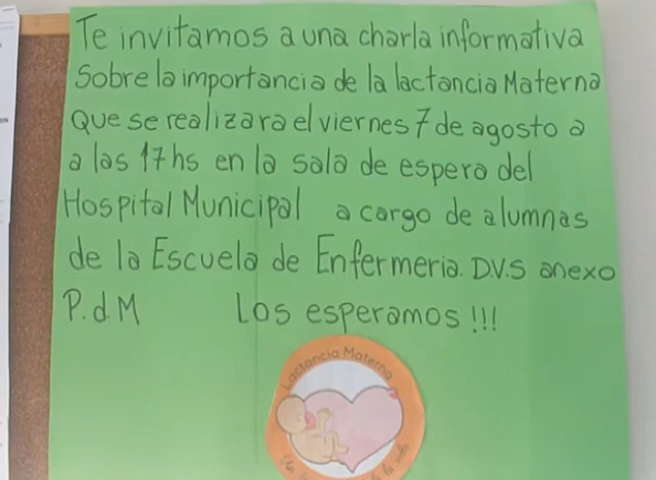 Te invitamos a una charla informativa
Sobre la importancia de la lactancia Materna
Que se realizara el viernes 7 de agosto a
a las 17 hs en la sala de espera del
Hospital Municipal a cargo de alumnas
de la Escuela de Enfermeria. D.V.S anexo
P.d.M Los esperamos !!!
Lactancia Materna